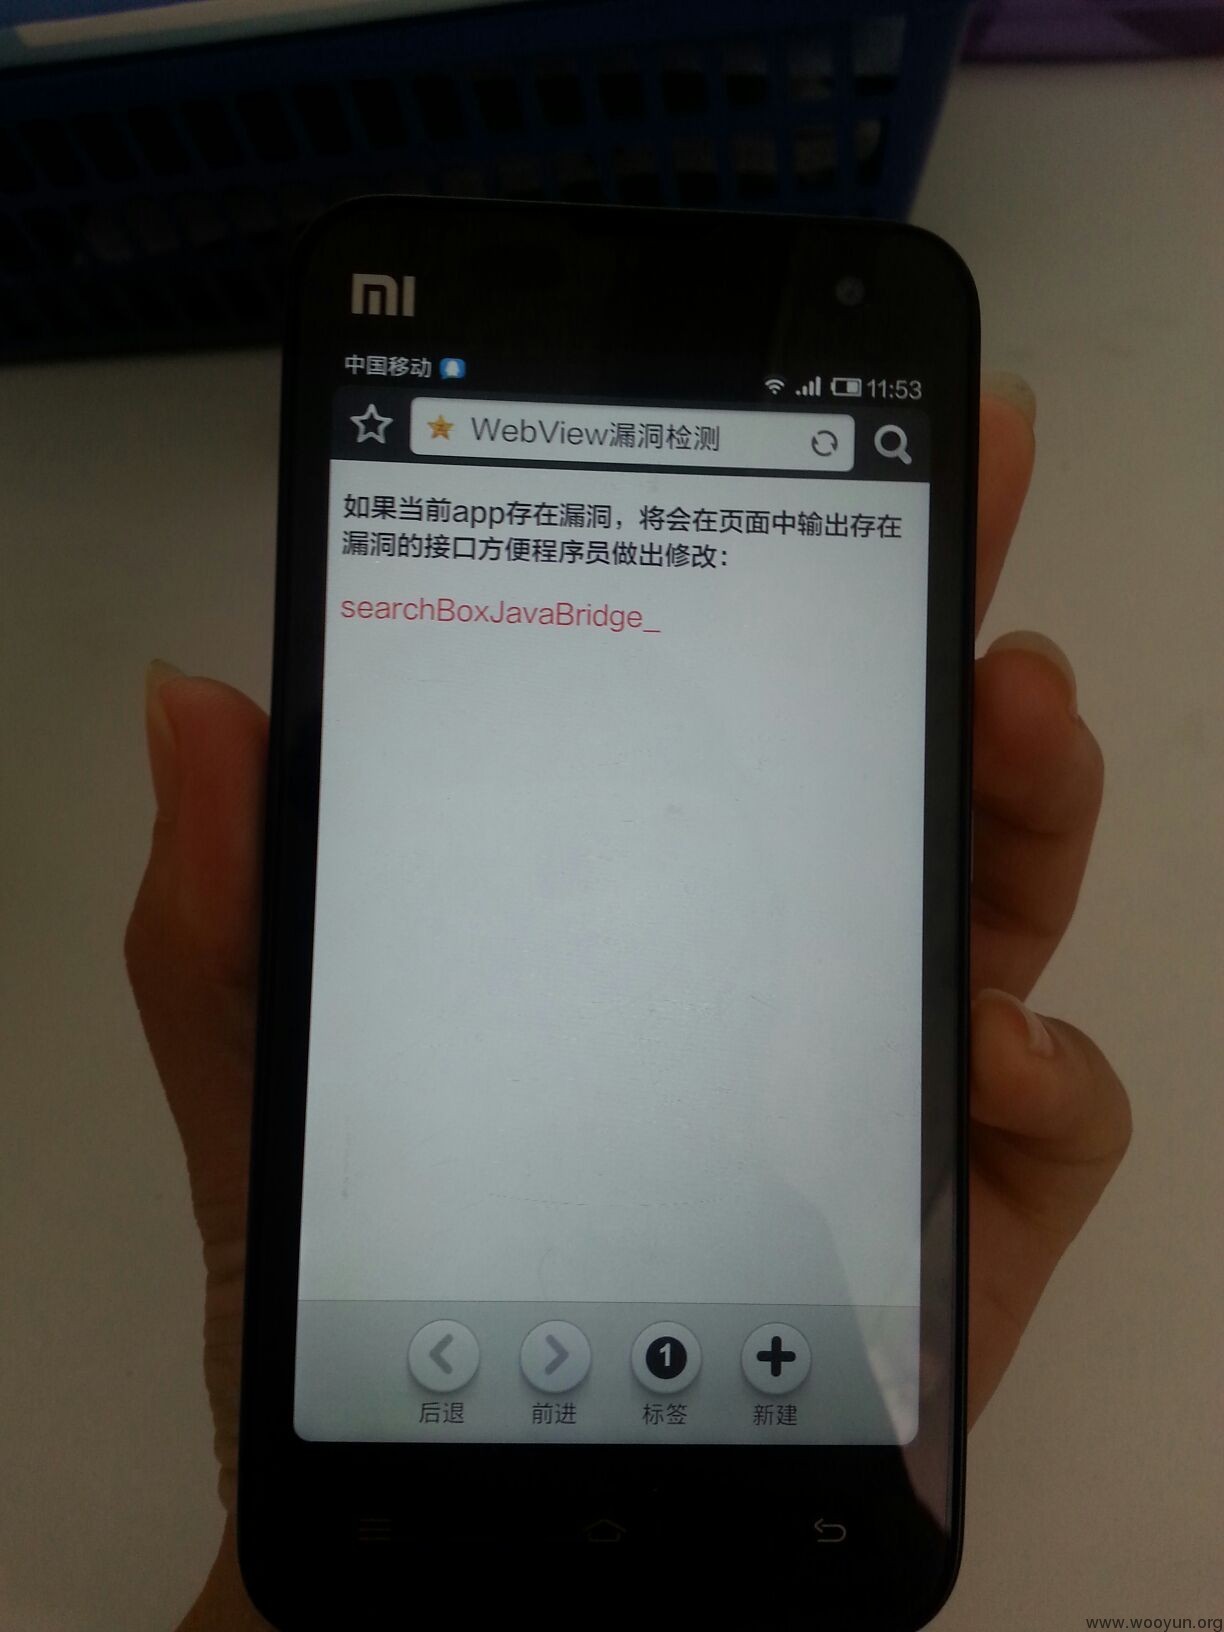 MI
中国移动
11:53
WebView漏洞检测
如果当前app存在漏洞，将会在页面中输出存在
漏洞的接口方便程序员做出修改：
searchBoxJavaBridge_
1
后退 前进 标签 新建
www.wooyun.org